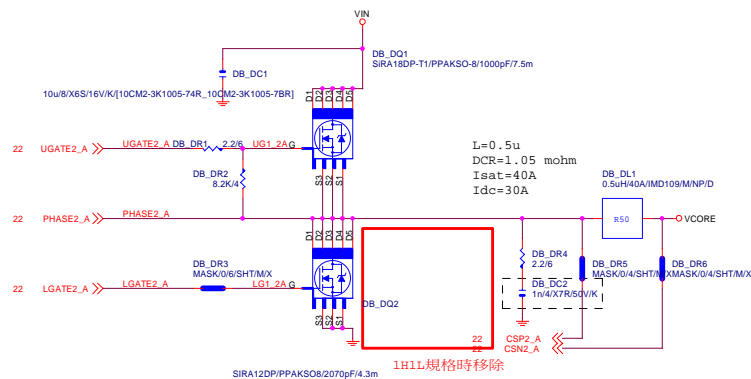 VIN
DB_DQ1
SiRA18DP-T1/PPAKSO-8/1000pF/7.5m
DB_DC1
10u/8/X6S/16V/K/[10CM2-3K1005-74R_10CM2-3K1005-7BR]
D1 D2 D3 D4 D5
22 UGATE2_A UGATE2_A DB_DR1 2.2/6 UG1_2A G
DB_DR2
8.2K/4
S3 S2 S1
L=0.5u
DCR=1.05 mohm
Isat=40A
Idc=30A
DB_DL1
0.5uH/40A/IMD109/M/NP/D
R50
VCORE
22 PHASE2_A PHASE2_A
D1 D2 D3 D4 D5
DB_DR3
MASK/0/6/SHT/M/X
22 LGATE2_A LGATE2_A LG1_2A G
DB_DQ2
S3 S2 S1
DB_DR4
2.2/6
DB_DC2
1n/4/X7R/50V/K
DB_DR5
MASK/0/4/SHT/M/X
DB_DR6
MASK/0/4/SHT/M/X
22 CSP2_A
22 CSN2_A
1H1L規格時移除
SIRA12DP/PPAKSO8/2070pF/4.3m